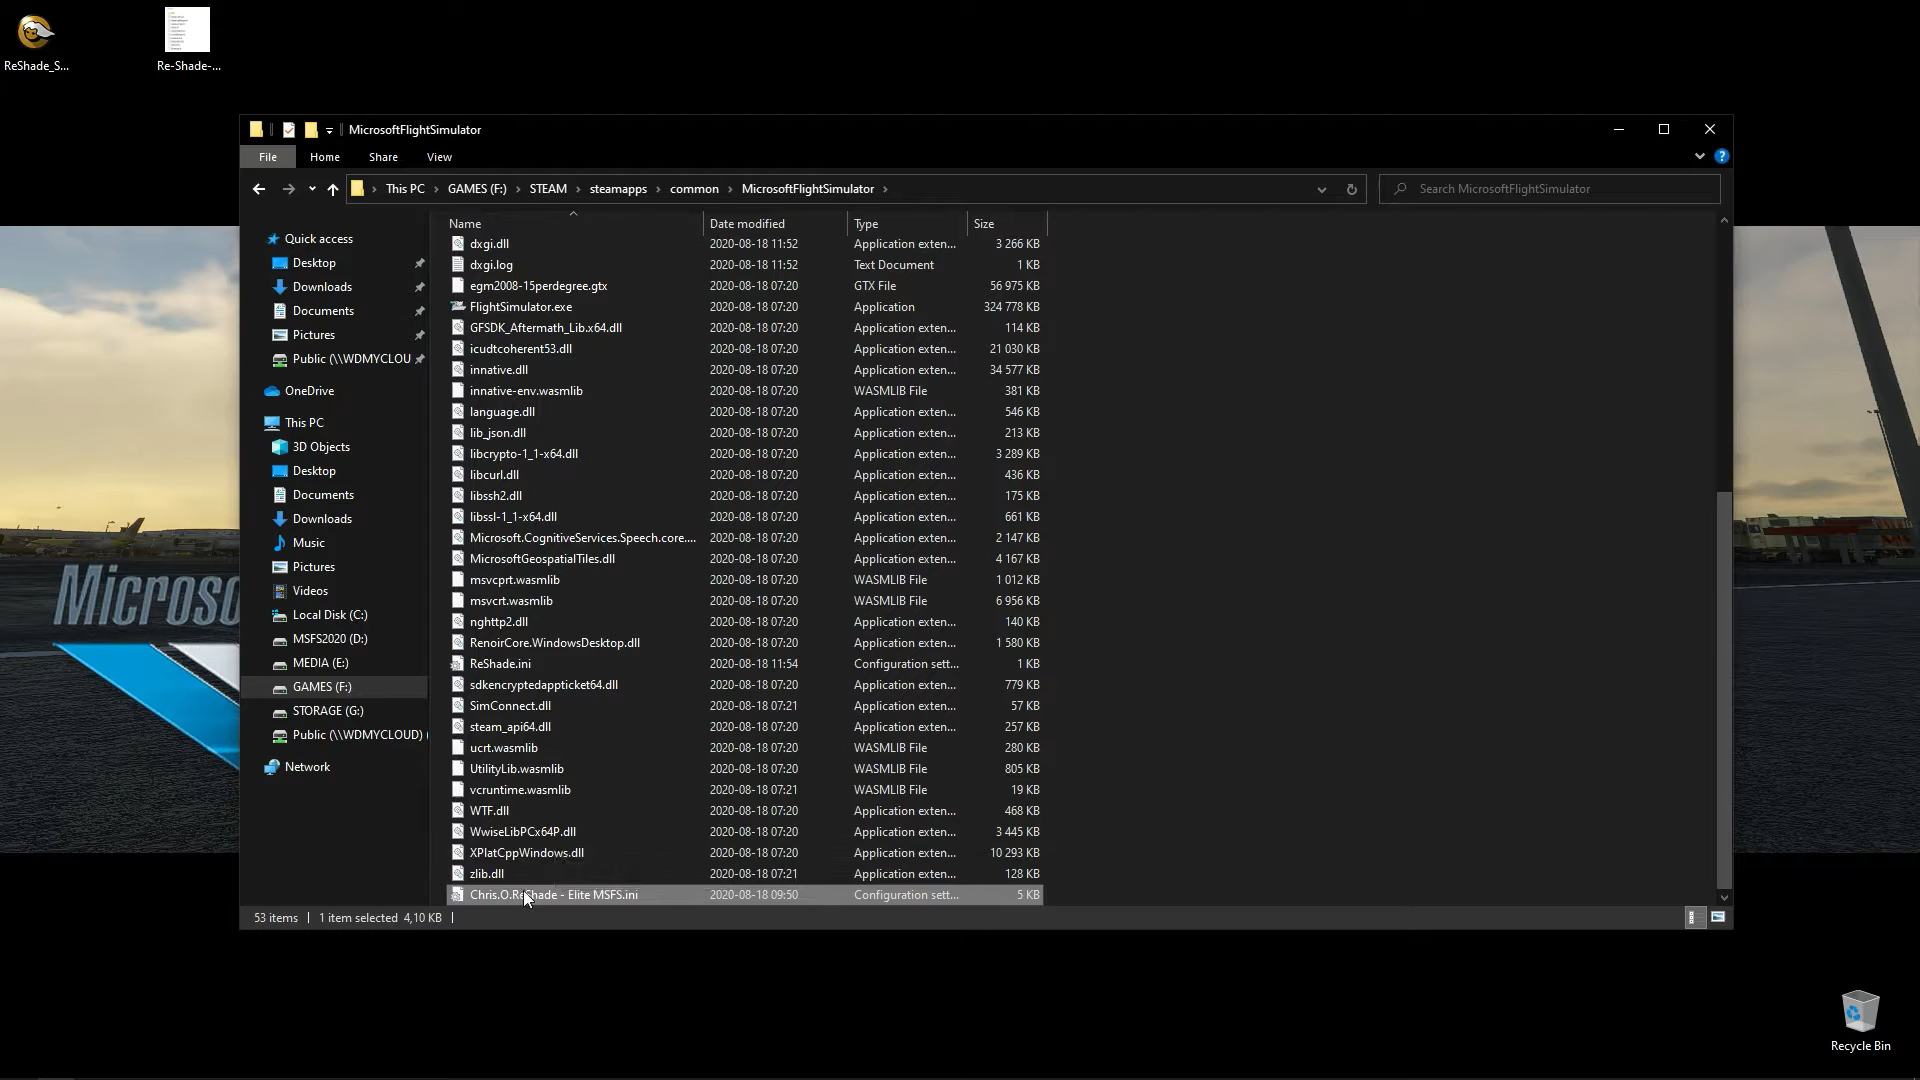 ReShade_S...
Re-Shade-...
MicrosoftFlightSimulator
File Home Share View
This PC GAMES (F:) STEAM steamapps common MicrosoftFlightSimulator
Search MicrosoftFlightSimulator
Quick access
Desktop
Downloads
Documents
Pictures
Public (\\WDMYCLOU
OneDrive
This PC
3D Objects
Desktop
Documents
Downloads
Music
Pictures
Videos
Local Disk (C:)
MSFS2020 (D:)
MEDIA (E:)
GAMES (F:)
STORAGE (G:)
Public (\\WDMYCLOUD) (
Network
Name Date modified Type Size
dxgi.dll 2020-08-18 11:52 Application exten... 3 266 KB
dxgi.log 2020-08-18 11:52 Text Document 1 KB
egm2008-15perdegree.gtx 2020-08-18 07:20 GTX File 56 975 KB
FlightSimulator.exe 2020-08-18 07:20 Application 324 778 KB
GFSDK_Aftermath_Lib.x64.dll 2020-08-18 07:20 Application exten... 114 KB
icudtcoherent53.dll 2020-08-18 07:20 Application exten... 21 030 KB
innative.dll 2020-08-18 07:20 Application exten... 34 577 KB
innative-env.wasmlib 2020-08-18 07:20 WASMLIB File 381 KB
language.dll 2020-08-18 07:20 Application exten... 546 KB
lib_json.dll 2020-08-18 07:20 Application exten... 213 KB
libcrypto-1_1-x64.dll 2020-08-18 07:20 Application exten... 3 289 KB
libcurl.dll 2020-08-18 07:20 Application exten... 436 KB
libssh2.dll 2020-08-18 07:20 Application exten... 175 KB
libssl-1_1-x64.dll 2020-08-18 07:20 Application exten... 661 KB
Microsoft.CognitiveServices.Speech.core.... 2020-08-18 07:20 Application exten... 2 147 KB
MicrosoftGeospatialTiles.dll 2020-08-18 07:20 Application exten... 4 167 KB
msvcprt.wasmlib 2020-08-18 07:20 WASMLIB File 1 012 KB
msvcrt.wasmlib 2020-08-18 07:20 WASMLIB File 6 956 KB
nghttp2.dll 2020-08-18 07:20 Application exten... 140 KB
RenoirCore.WindowsDesktop.dll 2020-08-18 07:20 Application exten... 1 580 KB
ReShade.ini 2020-08-18 11:54 Configuration sett... 1 KB
sdkencryptedappticket64.dll 2020-08-18 07:20 Application exten... 779 KB
SimConnect.dll 2020-08-18 07:21 Application exten... 57 KB
steam_api64.dll 2020-08-18 07:20 Application exten... 257 KB
ucrt.wasmlib 2020-08-18 07:20 WASMLIB File 280 KB
UtilityLib.wasmlib 2020-08-18 07:20 WASMLIB File 805 KB
vcruntime.wasmlib 2020-08-18 07:21 WASMLIB File 19 KB
WTF.dll 2020-08-18 07:20 Application exten... 468 KB
WwiseLibPCx64P.dll 2020-08-18 07:20 Application exten... 3 445 KB
XPlatCppWindows.dll 2020-08-18 07:20 Application exten... 10 293 KB
zlib.dll 2020-08-18 07:21 Application exten... 128 KB
Chris.O.ReShade - Elite MSFS.ini 2020-08-18 09:50 Configuration sett... 5 KB
53 items 1 item selected 4,10 KB
Microso
Recycle Bin